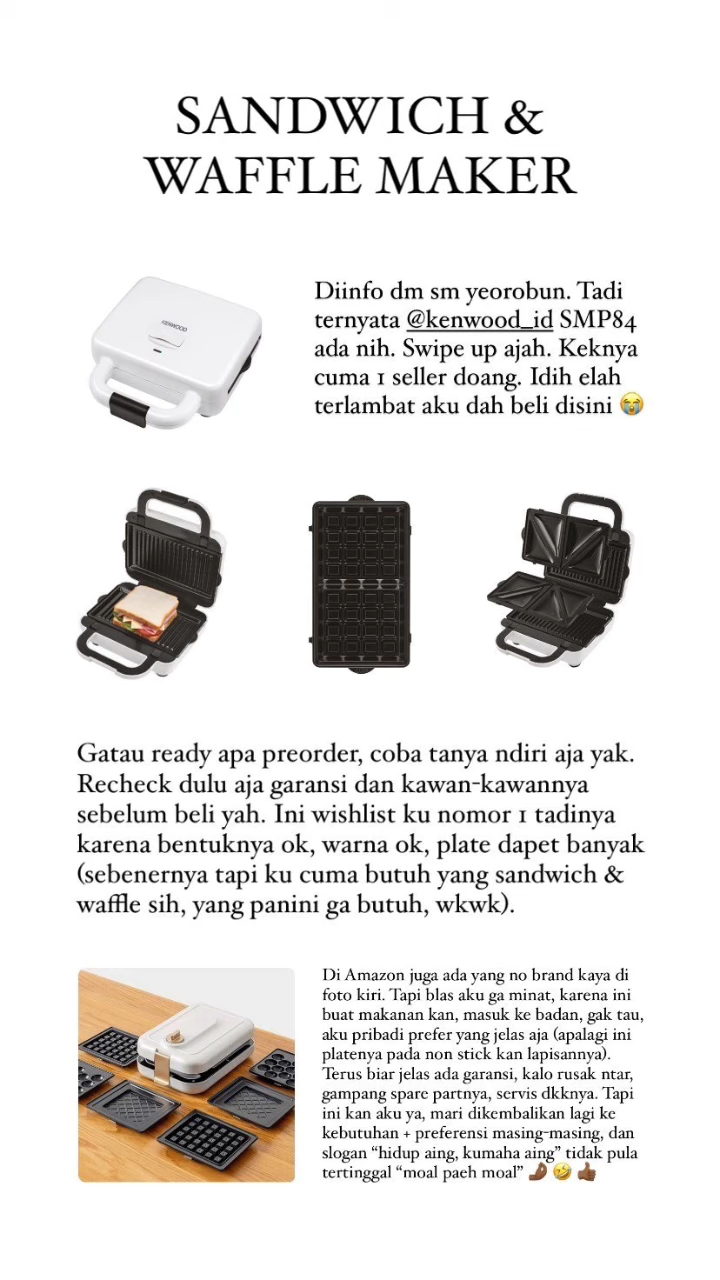 SANDWICH &
WAFFLE MAKER
KENWOOD
Diinfo dm sm yeorobun. Tadi
ternyata @kenwood_id SMP84
ada nih. Swipe up ajah. Keknya
cuma 1 seller doang. Idih elah
terlambat aku dah beli disini 😭
Gatau ready apa preorder, coba tanya ndiri aja yak.
Recheck dulu aja garansi dan kawan-kawannya
sebelum beli yah. Ini wishlist ku nomor 1 tadinya
karena bentuknya ok, warna ok, plate dapet banyak
(sebenernya tapi ku cuma butuh yang sandwich &
waffle sih, yang panini ga butuh, wkwk).
Di Amazon juga ada yang no brand kaya di
foto kiri. Tapi blas aku ga minat, karena ini
buat makanan kan, masuk ke badan, gak tau,
aku pribadi prefer yang jelas aja (apalagi ini
platenya pada non stick kan lapisannya).
Terus biar jelas ada garansi, kalo rusak ntar,
gampang spare partnya, servis dkknya. Tapi
ini kan aku ya, mari dikembalikan lagi ke
kebutuhan + preferensi masing-masing, dan
slogan “hidup aing, kumaha aing” tidak pula
tertinggal “moal paeh moal” 🤌🏾 🤣 👍🏾